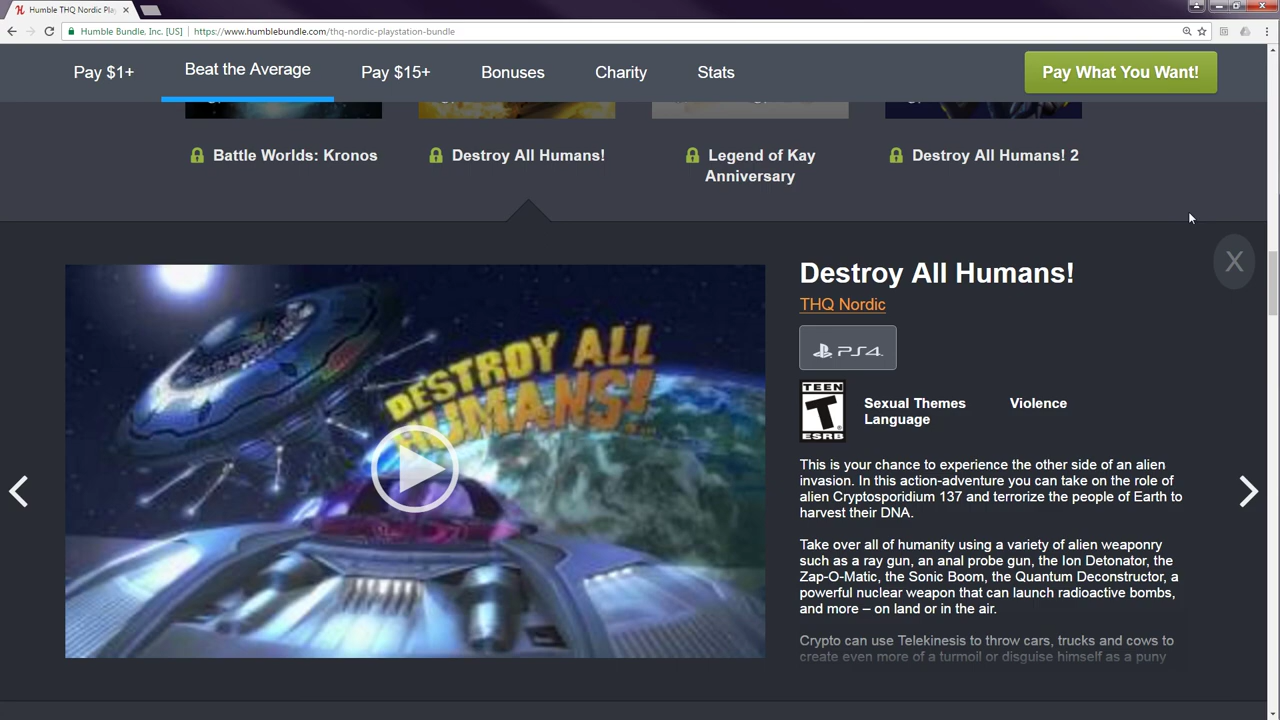 Humble THQ Nordic Play
Humble Bundle, Inc. [US]
https://www.humblebundle.com/thq-nordic-playstation-bundle
Pay $1+
Beat the Average
Pay $15+
Bonuses
Charity
Stats
Pay What You Want!
Battle Worlds: Kronos
Destroy All Humans!
Legend of Kay
Anniversary
Destroy All Humans! 2
X
DESTROY ALL
HUMANS!
Destroy All Humans!
THQ Nordic
PS4
TEEN
T
ESRB
Sexual Themes
Violence
Language
This is your chance to experience the other side of an alien
invasion. In this action-adventure you can take on the role of
alien Cryptosporidium 137 and terrorize the people of Earth to
harvest their DNA.
Take over all of humanity using a variety of alien weaponry
such as a ray gun, an anal probe gun, the Ion Detonator, the
Zap-O-Matic, the Sonic Boom, the Quantum Deconstructor, a
powerful nuclear weapon that can launch radioactive bombs,
and more – on land or in the air.
Crypto can use Telekinesis to throw cars, trucks and cows to
create even more of a turmoil or disguise himself as a puny